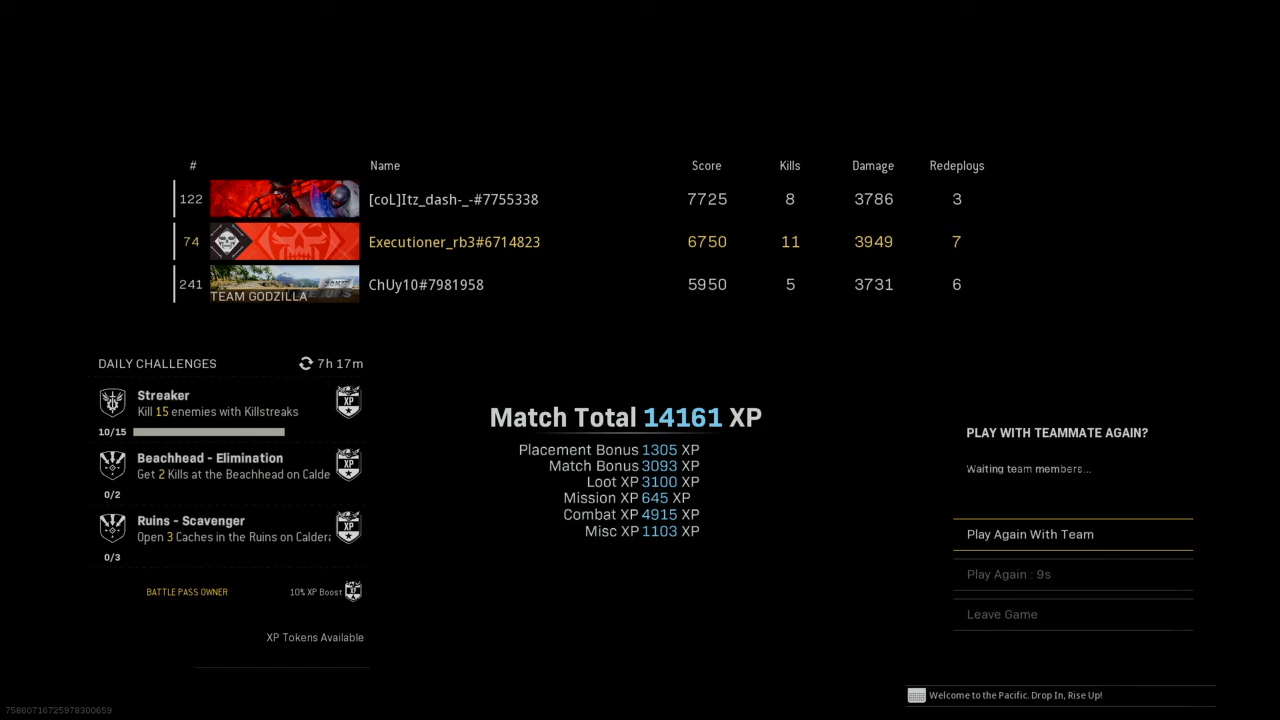 # Name Score Kills Damage Redeploys
122 [coL]Itz_dash-_-#7755338 7725 8 3786 3
74 Executioner_rb3#6714823 6750 11 3949 7
241 TEAM GODZILLA ChUy10#7981958 5950 5 3731 6
DAILY CHALLENGES 7h 17m
Streaker
Kill 15 enemies with Killstreaks
XP
10/15
Beachhead - Elimination
Get 2 Kills at the Beachhead on Calde
XP
0/2
Ruins - Scavenger
Open 3 Caches in the Ruins on Caldera
XP
0/3
BATTLE PASS OWNER 10% XP Boost XP
XP Tokens Available
Match Total 14161 XP
Placement Bonus 1305 XP
Match Bonus 3093 XP
Loot XP 3100 XP
Mission XP 645 XP
Combat XP 4915 XP
Misc XP 1103 XP
PLAY WITH TEAMMATE AGAIN?
Waiting team members...
Play Again With Team
Play Again : 9s
Leave Game
Welcome to the Pacific. Drop In, Rise Up!
75860716725978300659